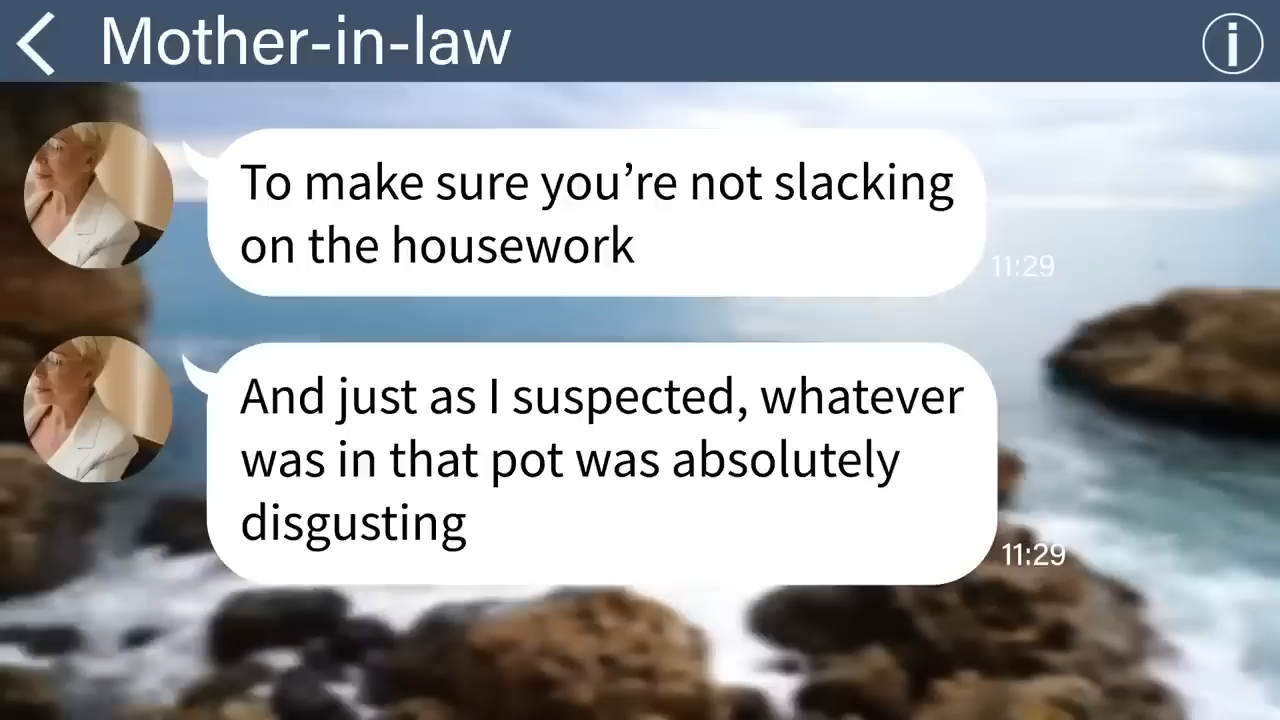 Mother-in-law
To make sure you’re not slacking
on the housework
11:29
And just as I suspected, whatever
was in that pot was absolutely
disgusting
11:29